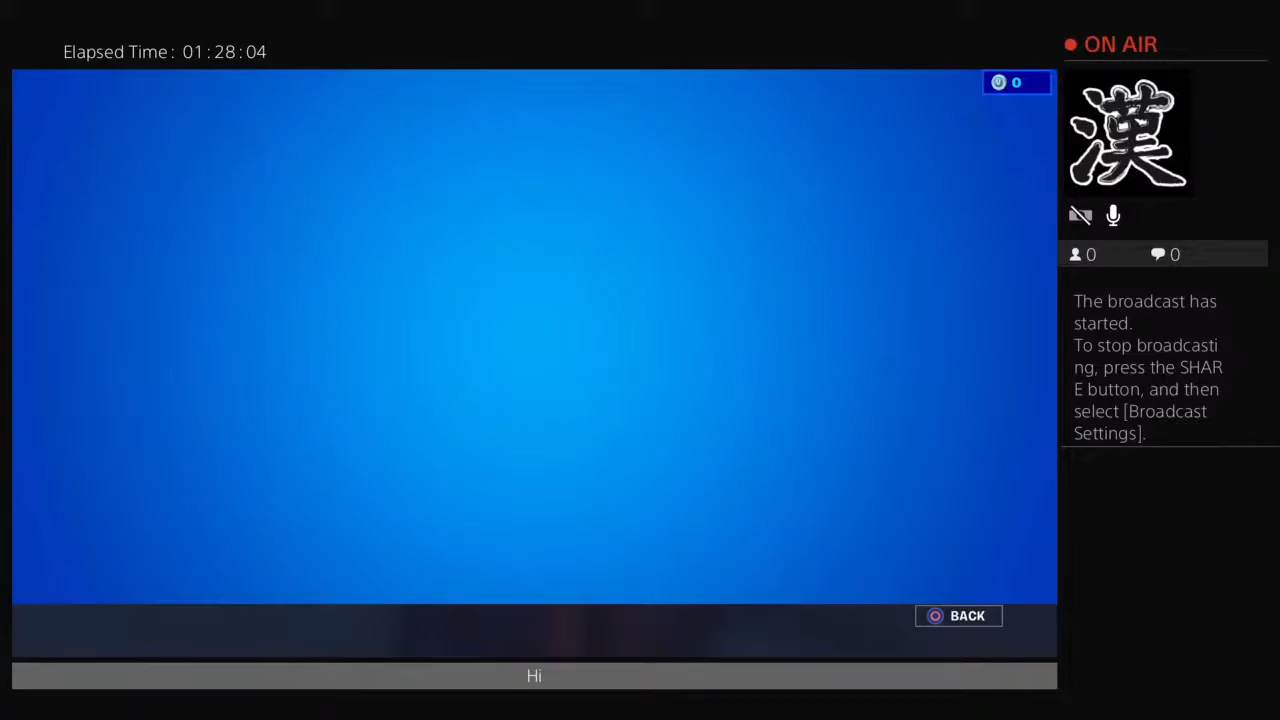 Elapsed Time: 01:28:04
ON AIR
0
漢
0 0
The broadcast has
started.
To stop broadcasti
ng, press the SHAR
E button, and then
select [Broadcast
Settings].
BACK
Hi